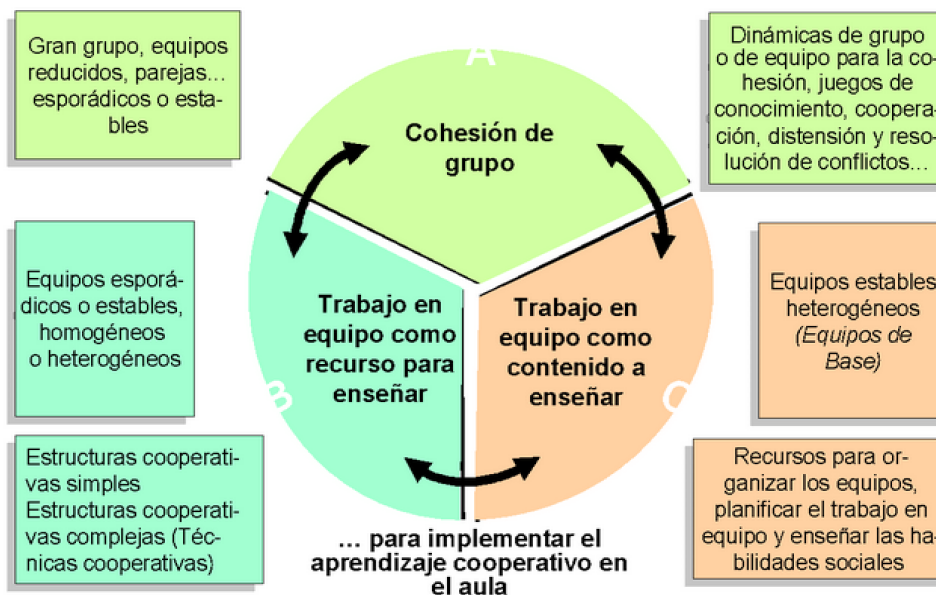 Gran grupo, equipos
reducidos, parejas...
esporádicos o esta-
bles
Dinámicas de grupo
o de equipo para la co-
hesión, juegos de
conocimiento, coopera-
ción, distensión y reso-
lución de conflictos...
A
Cohesión de
grupo
Equipos esporá-
dicos o estables,
homogéneos
o heterogéneos
B
Trabajo en
equipo como
recurso para
enseñar
Trabajo en
equipo como
contenido a
enseñar
C
Equipos estables
heterogéneos
(Equipos de
Base)
Estructuras cooperati-
vas simples
Estructuras cooperati-
vas complejas (Téc-
nicas cooperativas)
Recursos para or-
ganizar los equipos,
planificar el trabajo en
equipo y enseñar las ha-
bilidades sociales
... para implementar el
aprendizaje cooperativo en
el aula